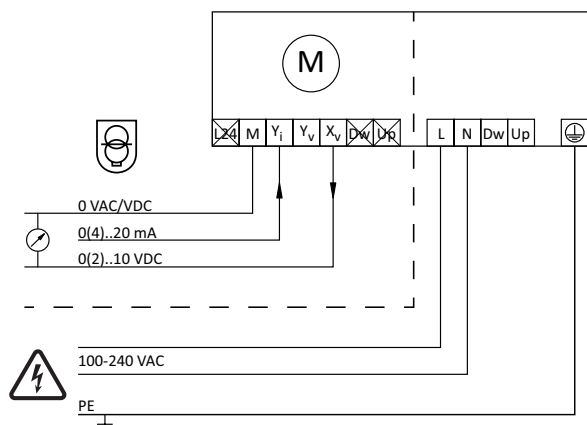 M
L24 M Yi Yv Xv Dw Up L N Dw Up
0 VAC/VDC
0(4)..20 mA
0(2)..10 VDC
100-240 VAC
PE